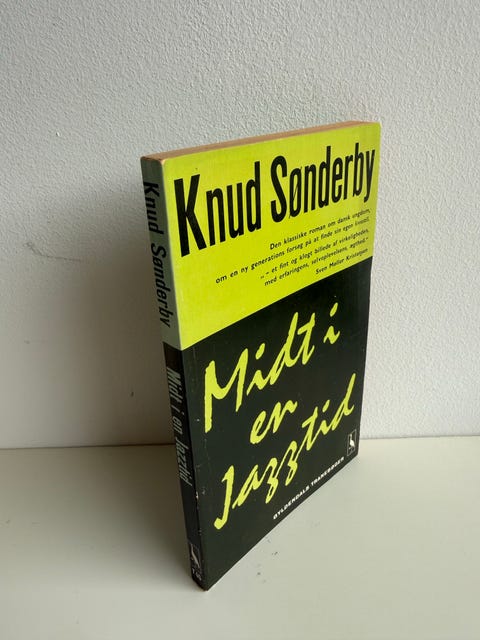 Knud Sønderby
Den klassiske roman om dansk ungdom,
om en ny generations forsøg på at finde sin egen livsstil.
»– et fint og klogt billede af virkeligheden,
med erfaringens, selvoplevelsens, ægthed«
Sven Møller Kristensen
Midt i
en
Jazztid
GYLDENDALS TRANEBØGER
Knud Sønderby
Midt i en Jazztid